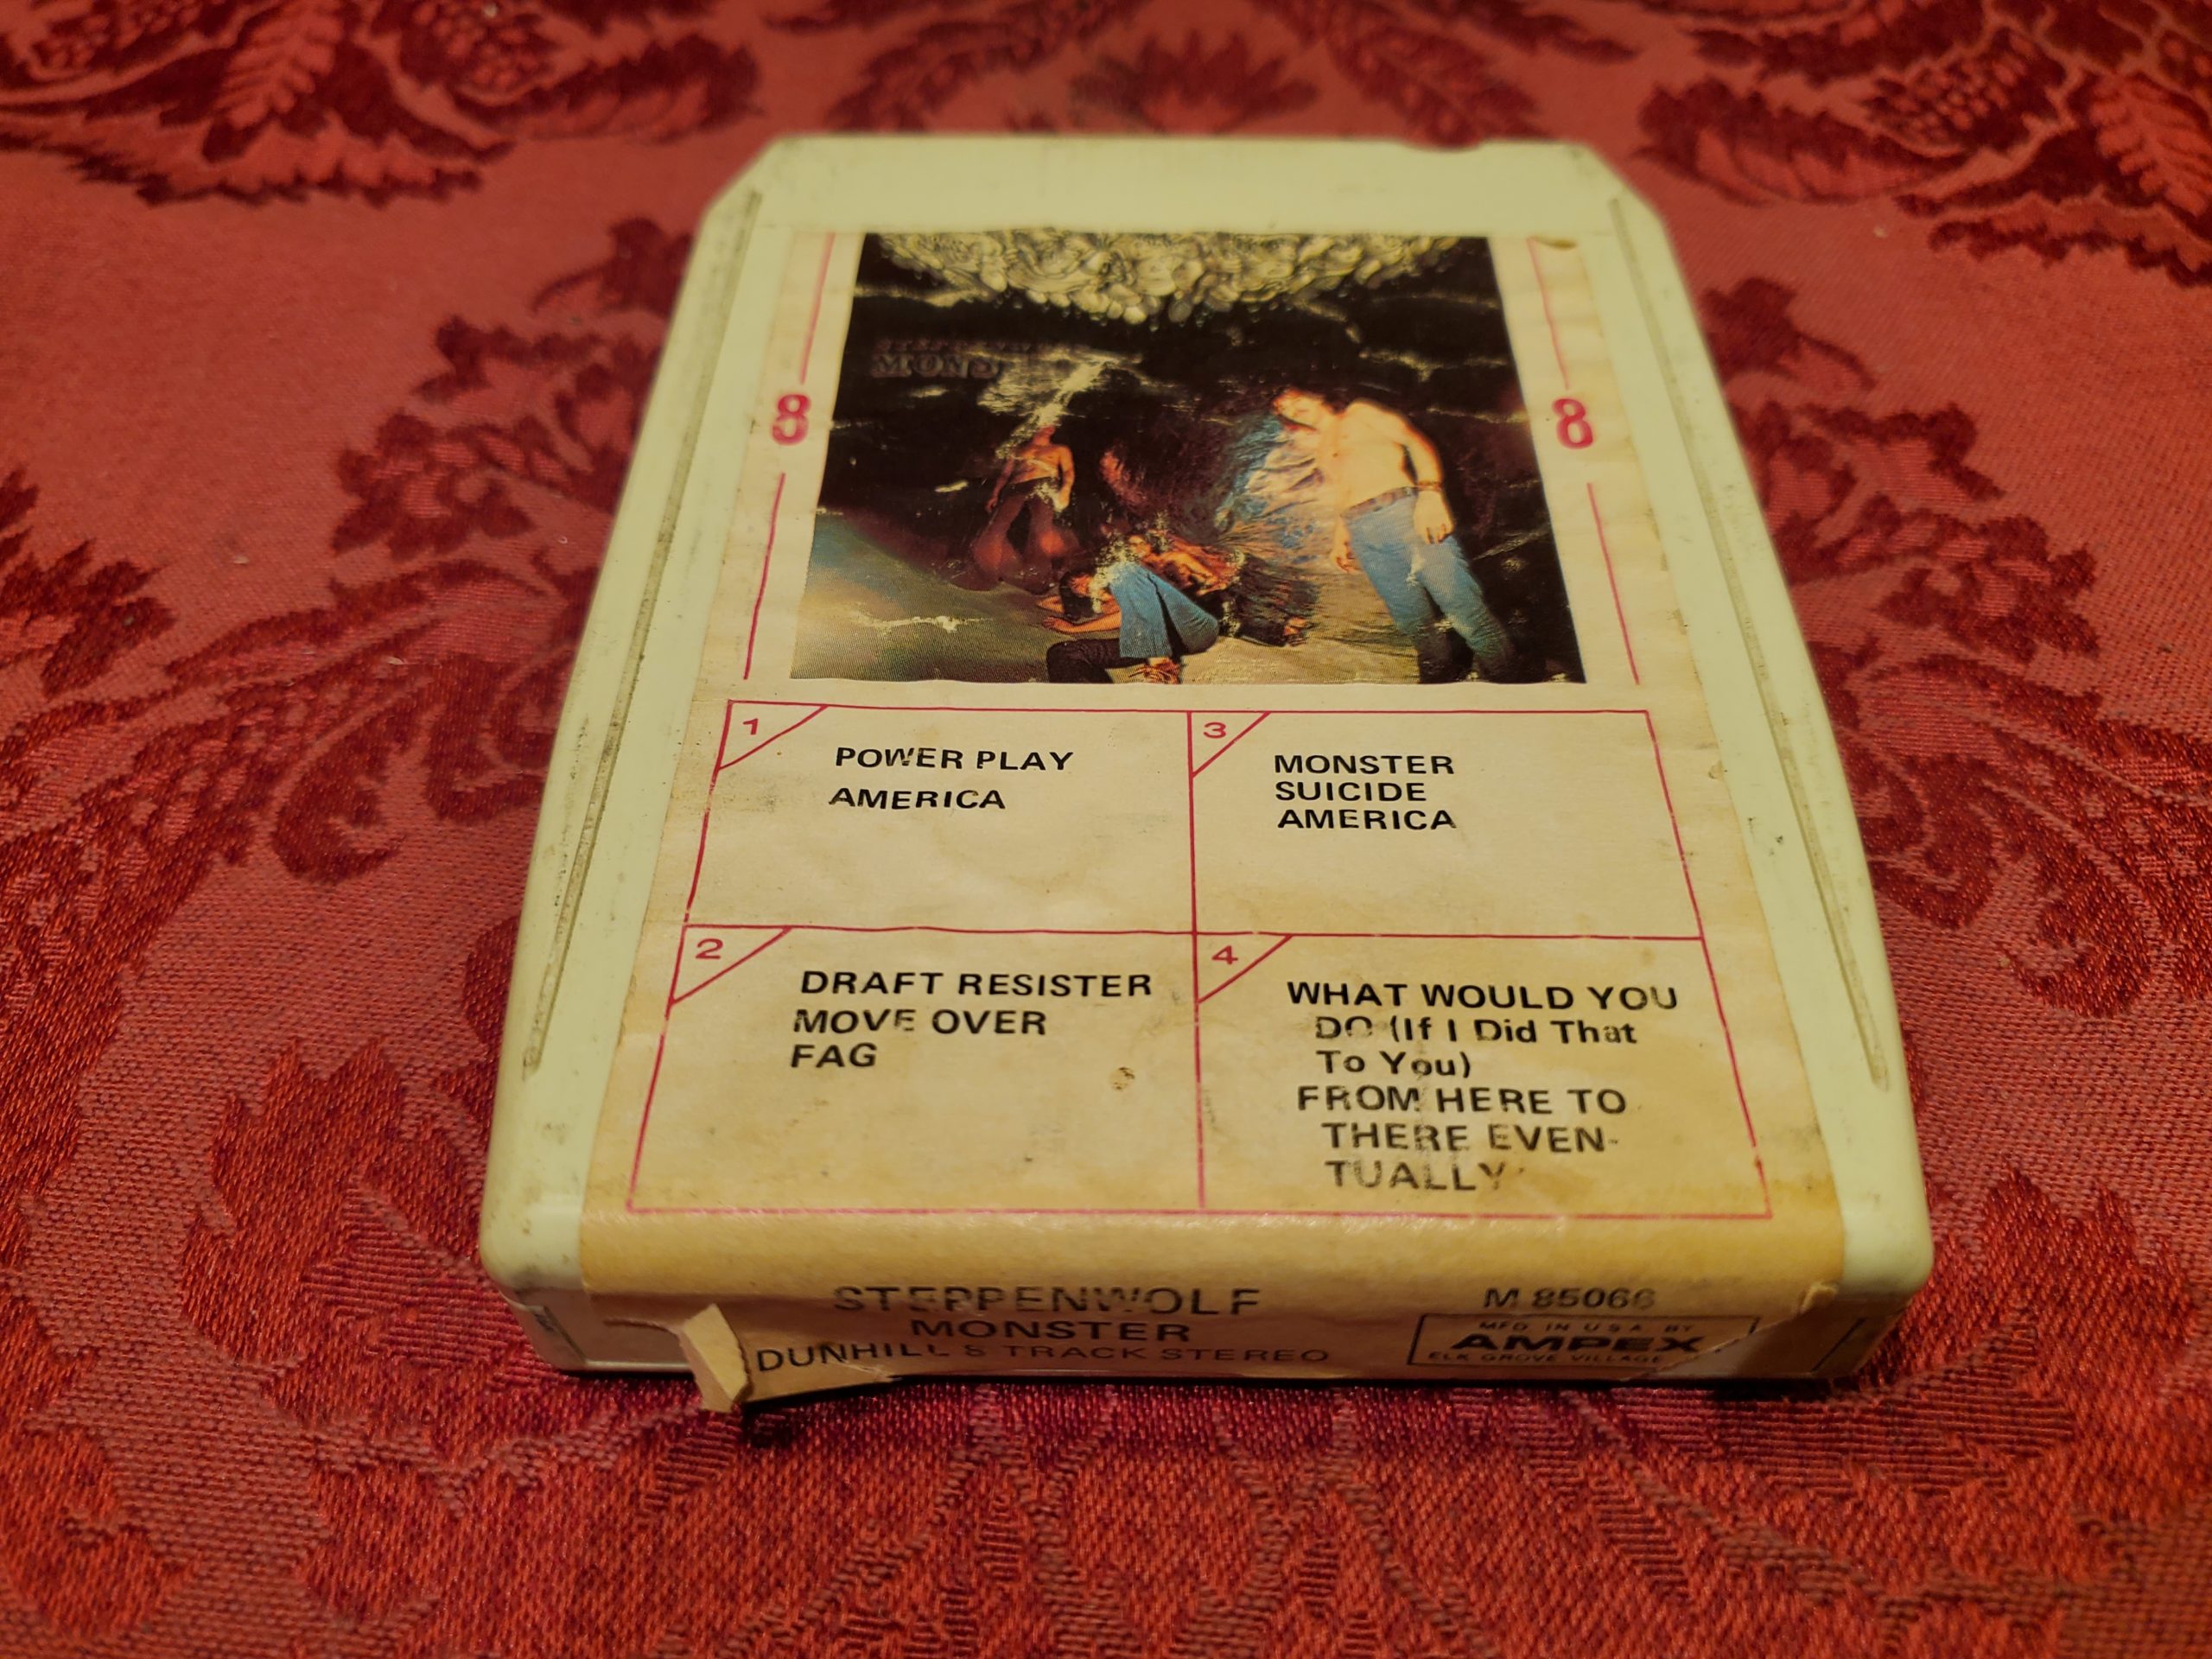 MONS
8
8
1
POWER PLAY
AMERICA
3
MONSTER
SUICIDE
AMERICA
2
DRAFT RESISTER
MOVE OVER
FAG
4
WHAT WOULD YOU
DO (If I Did That
To You)
FROM HERE TO
THERE EVEN-
TUALLY
STEPPENWOLF
MONSTER
DUNHILL 8 TRACK STEREO
M 85066
MFD IN U.S.A. BY
AMPEX
ELK GROVE VILLAGE